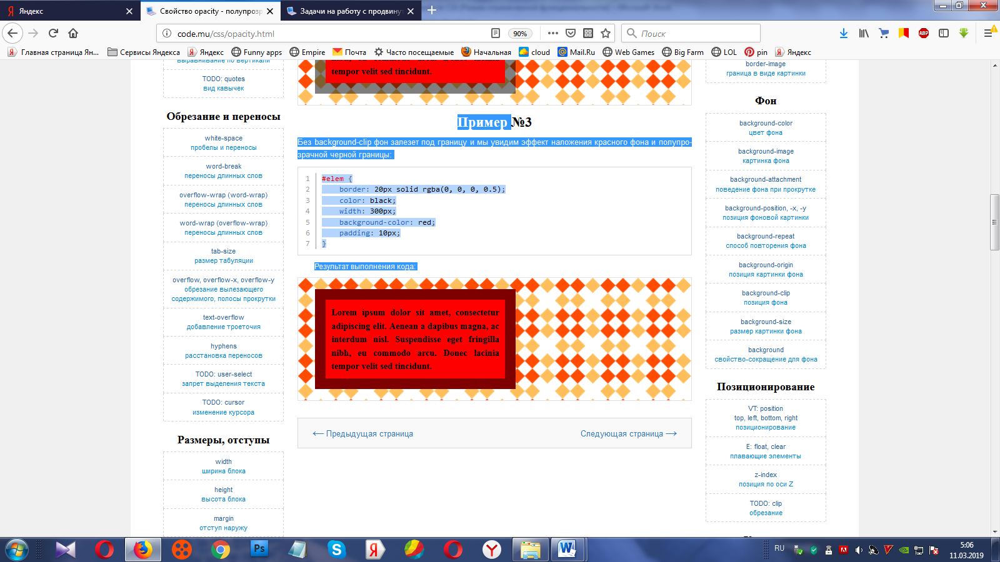 Яндекс
Свойство opacity - полупрозр
Задачи на работу с продвинут
code.mu/css/opacity.html
90%
Поиск
Главная страница Ян...
Сервисы Яндекса
Яндекс
Funny apps
Empire
Почта
Часто посещаемые
Начальная
cloud
Mail.Ru
Web Games
Big Farm
LOL
pin
Яндекс
выравнивание по вертикали
TODO: quotes
вид кавычек
Обрезание и переносы
white-space
пробелы и переносы
word-break
переносы длинных слов
overflow-wrap (word-wrap)
переносы длинных слов
word-wrap (overflow-wrap)
переносы длинных слов
tab-size
размер табуляции
overflow, overflow-x, overflow-y
обрезание вылезающего
содержимого, полосы прокрутки
text-overflow
добавление троеточия
hyphens
расстановка переносов
TODO: user-select
запрет выделения текста
TODO: cursor
изменение курсора
Размеры, отступы
width
ширина блока
height
высота блока
margin
отступ наружу
tempor velit sed tincidunt.
Пример №3
Без background-clip фон залезет под границу и мы увидим эффект наложения красного фона и полупро-
зрачной черной границы:
1 #elem {
2 border: 20px solid rgba(0, 0, 0, 0.5);
3 color: black;
4 width: 300px;
5 background-color: red;
6 padding: 10px;
7 }
Результат выполнения кода:
Lorem ipsum dolor sit amet, consectetur
adipiscing elit. Aenean a dapibus magna, ac
interdum nisl. Suspendisse eget fringilla
nibh, eu commodo arcu. Donec lacinia
tempor velit sed tincidunt.
⟵ Предыдущая страница
Следующая страница ⟶
border-image
граница в виде картинки
Фон
background-color
цвет фона
background-image
картинка фона
background-attachment
поведение фона при прокрутке
background-position, -x, -y
позиция фоновой картинки
background-repeat
способ повторения фона
background-origin
позиция картинки фона
background-clip
позиция фона
background-size
размер картинки фона
background
свойство-сокращение для фона
Позиционирование
VT: position
top, left, bottom, right
позиционирование
E: float, clear
плавающие элементы
z-index
позиция по оси Z
TODO: clip
обрезание
RU
5:06
11.03.2019